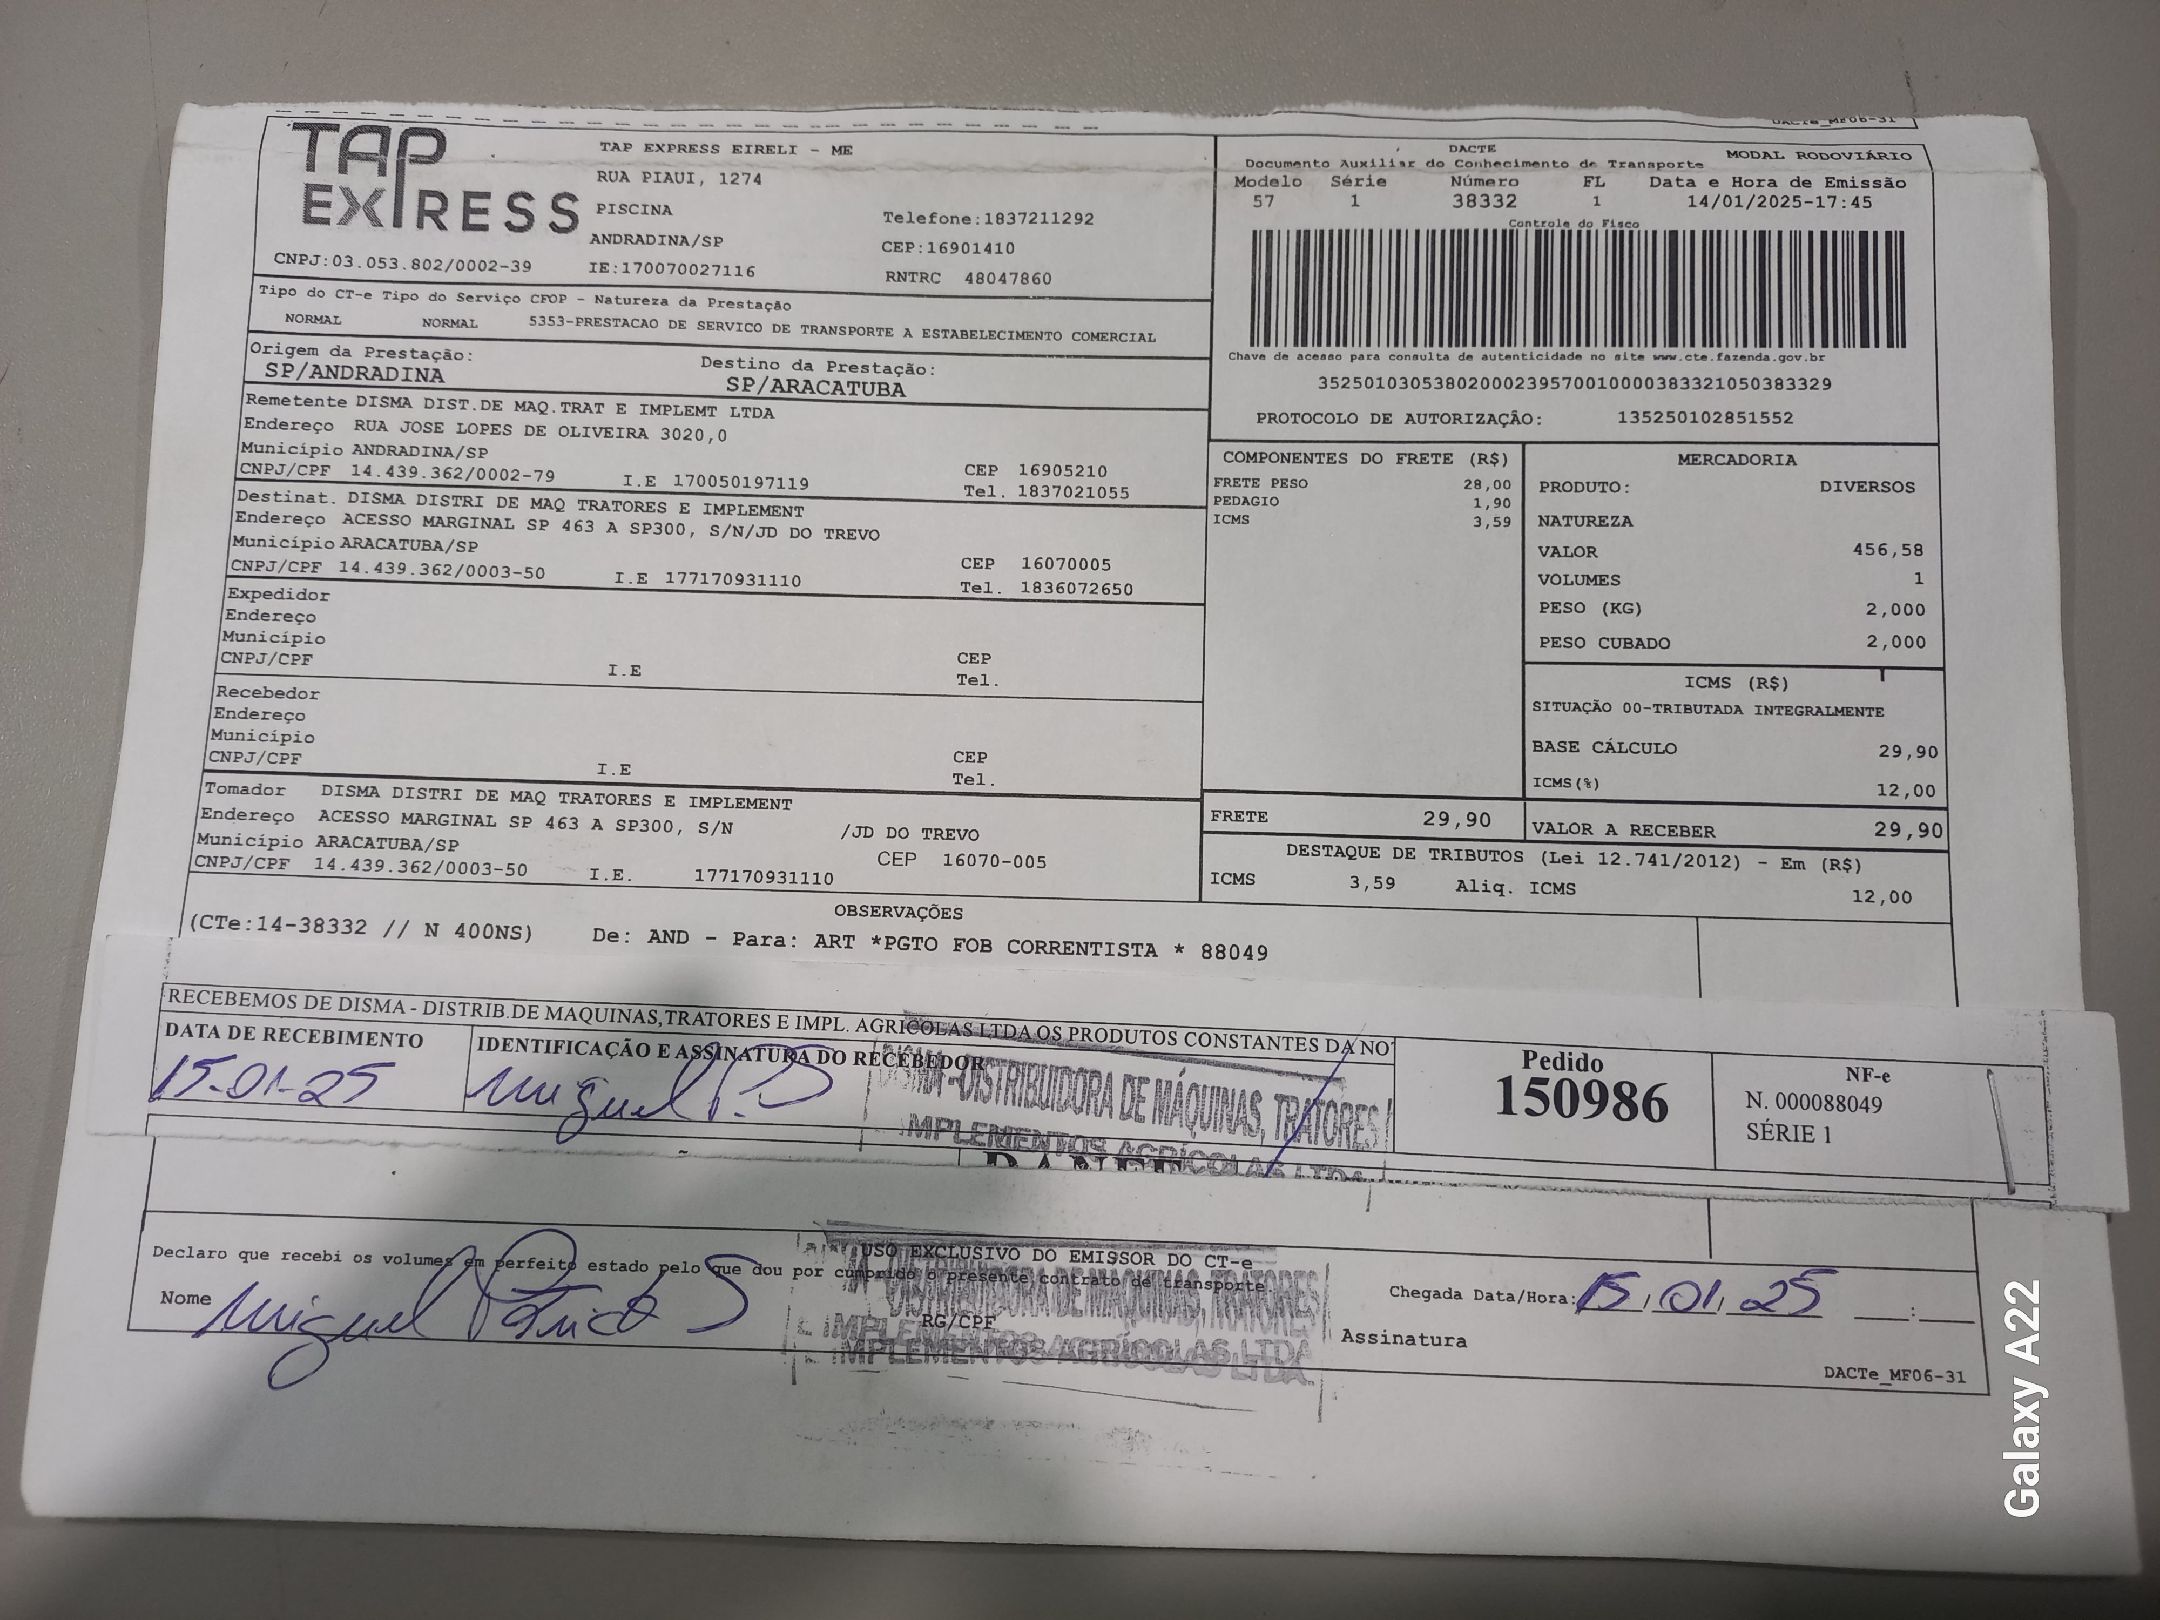 DACTe_MF06-31
TAP EXPRESS
TAP EXPRESS EIRELI - ME
RUA PIAUI, 1274
PISCINA
Telefone:1837211292
ANDRADINA/SP
CEP:16901410
CNPJ:03.053.802/0002-39 IE:170070027116 RNTRC 48047860
DACTE MODAL RODOVIÁRIO
Documento Auxiliar do Conhecimento de Transporte
Modelo Série Número FL Data e Hora de Emissão
57 1 38332 1 14/01/2025-17:45
Controle do Fisco
Chave de acesso para consulta de autenticidade no site www.cte.fazenda.gov.br
35250103053802000239570010000383321050383329
PROTOCOLO DE AUTORIZAÇÃO: 135250102851552
Tipo do CT-e Tipo do Serviço CFOP - Natureza da Prestação
NORMAL NORMAL 5353-PRESTACAO DE SERVICO DE TRANSPORTE A ESTABELECIMENTO COMERCIAL
Origem da Prestação: Destino da Prestação:
SP/ANDRADINA SP/ARACATUBA
Remetente DISMA DIST.DE MAQ.TRAT E IMPLEMT LTDA
Endereço RUA JOSE LOPES DE OLIVEIRA 3020,0
Município ANDRADINA/SP CEP 16905210
CNPJ/CPF 14.439.362/0002-79 I.E 170050197119 Tel. 1837021055
Destinat. DISMA DISTRI DE MAQ TRATORES E IMPLEMENT
Endereço ACESSO MARGINAL SP 463 A SP300, S/N/JD DO TREVO
Município ARACATUBA/SP CEP 16070005
CNPJ/CPF 14.439.362/0003-50 I.E 177170931110 Tel. 1836072650
Expedidor
Endereço
Município CEP
CNPJ/CPF I.E Tel.
Recebedor
Endereço
Município CEP
CNPJ/CPF I.E Tel.
Tomador DISMA DISTRI DE MAQ TRATORES E IMPLEMENT
Endereço ACESSO MARGINAL SP 463 A SP300, S/N /JD DO TREVO
Município ARACATUBA/SP CEP 16070-005
CNPJ/CPF 14.439.362/0003-50 I.E. 177170931110
COMPONENTES DO FRETE (R$)
FRETE PESO 28,00
PEDAGIO 1,90
ICMS 3,59
MERCADORIA
PRODUTO: DIVERSOS
NATUREZA
VALOR 456,58
VOLUMES 1
PESO (KG) 2,000
PESO CUBADO 2,000
ICMS (R$)
SITUAÇÃO 00-TRIBUTADA INTEGRALMENTE
BASE CÁLCULO 29,90
ICMS(%) 12,00
FRETE 29,90 VALOR A RECEBER 29,90
DESTAQUE DE TRIBUTOS (Lei 12.741/2012) - Em (R$)
ICMS 3,59 Aliq. ICMS 12,00
OBSERVAÇÕES
(CTe:14-38332 // N 400NS) De: AND - Para: ART *PGTO FOB CORRENTISTA * 88049
RECEBEMOS DE DISMA - DISTRIB.DE MAQUINAS,TRATORES E IMPL. AGRICOLAS LTDA OS PRODUTOS CONSTANTES DA NO
DATA DE RECEBIMENTO IDENTIFICAÇÃO E ASSINATURA DO RECEBEDOR
15-01-25 Miguel P.S
DISMA - DISTRIBUIDORA DE MÁQUINAS, TRATORES
IMPLEMENTOS AGRÍCOLAS LTDA
Pedido
150986
NF-e
N. 000088049
SÉRIE 1
DANFE
USO EXCLUSIVO DO EMISSOR DO CT-e
Declaro que recebi os volumes em perfeito estado pelo que dou por cumprido o presente contrato de transporte.
Nome Miguel RG/CPF
DISTRIBUIDORA DE MÁQUINAS, TRATORES
IMPLEMENTOS AGRÍCOLAS LTDA.
Chegada Data/Hora: 15/01/25 :
Assinatura
DACTe_MF06-31
Galaxy A22